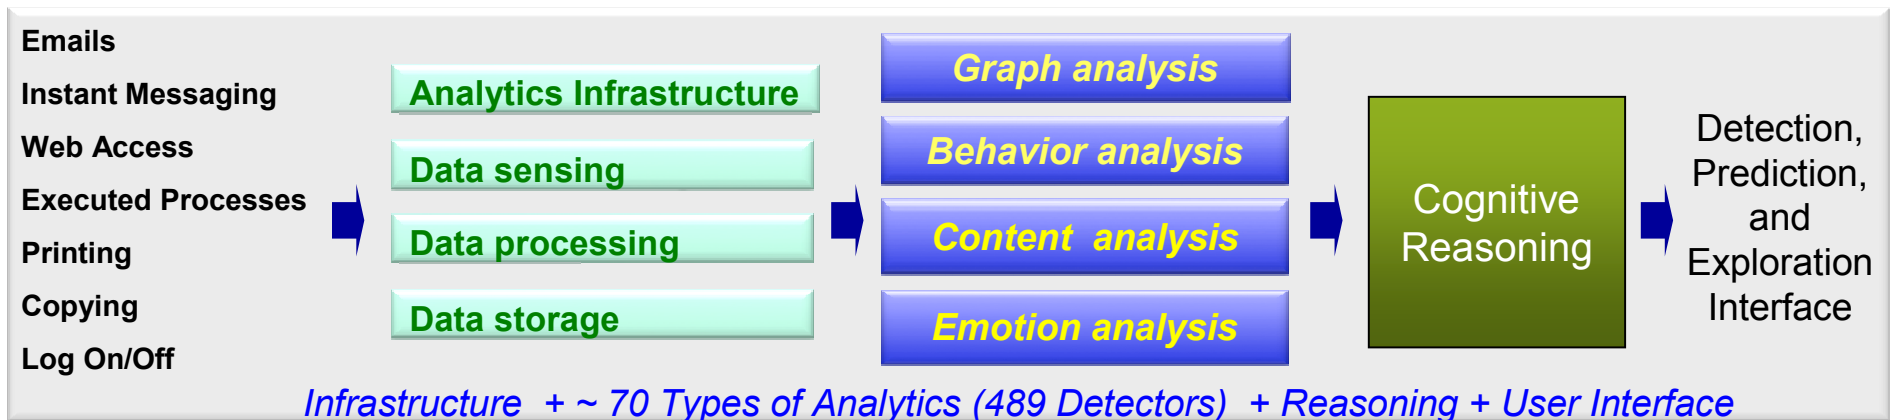 Emails
Instant Messaging
Web Access
Executed Processes
Printing
Copying
Log On/Off
Analytics Infrastructure
Data sensing
Data processing
Data storage
Graph analysis
Behavior analysis
Content analysis
Emotion analysis
Cognitive
Reasoning
Detection,
Prediction,
and
Exploration
Interface
Infrastructure + ~ 70 Types of Analytics (489 Detectors) + Reasoning + User Interface